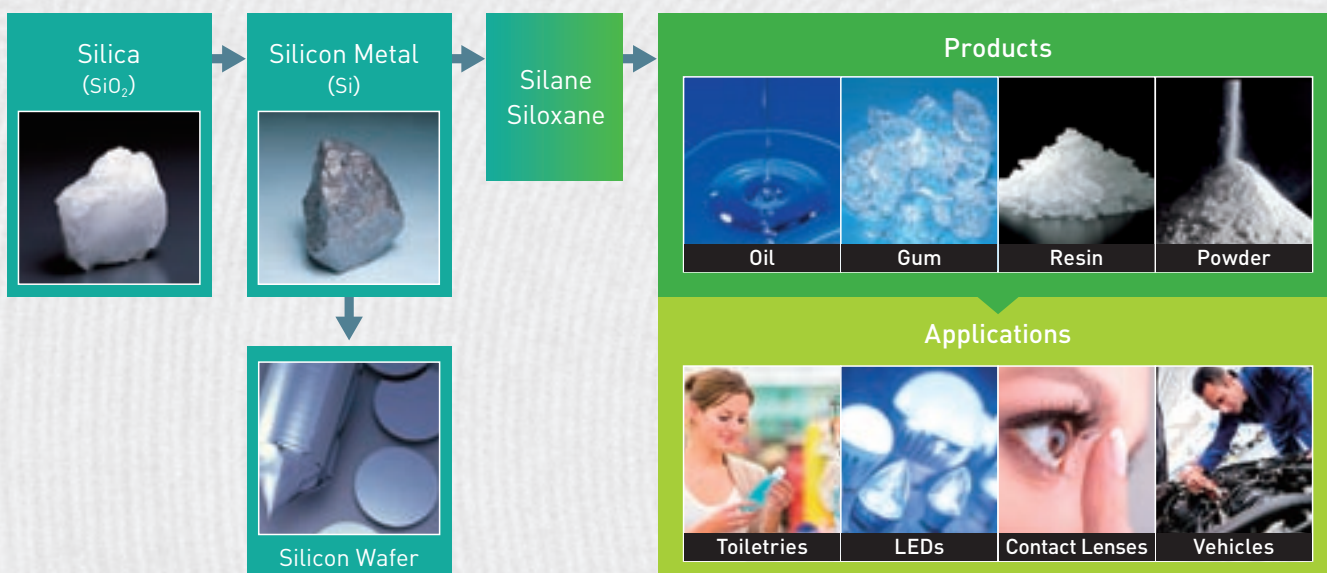 Silica
(SiO₂)
Silicon Metal
(Si)
Silane
Siloxane
Products
Oil
Gum
Resin
Powder
Silicon Wafer
Applications
Toiletries
LEDs
Contact Lenses
Vehicles